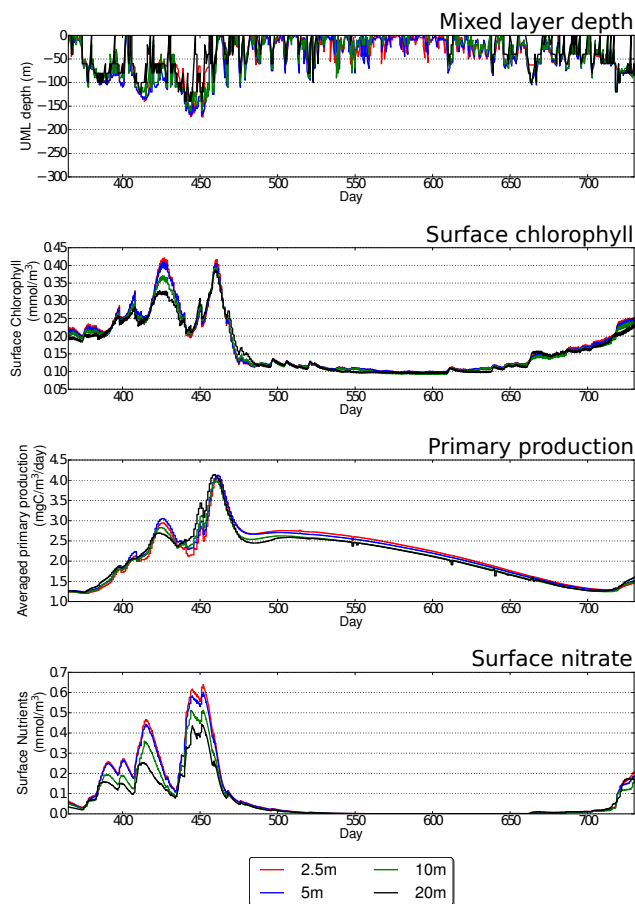 Mixed layer depth
0
−50
−100
−150
−200
−250
−300
UML depth (m)
400 450 500 550 600 650 700
Day
Surface chlorophyll
0.45
0.40
0.35
0.30
0.25
0.20
0.15
0.10
0.05
Surface Chlorophyll
(mmol/m³)
400 450 500 550 600 650 700
Day
Primary production
4.5
4.0
3.5
3.0
2.5
2.0
1.5
1.0
Averaged primary production
(mgC/m³/day)
400 450 500 550 600 650 700
Day
Surface nitrate
0.7
0.6
0.5
0.4
0.3
0.2
0.1
0.0
Surface Nutrients
(mmol/m³)
400 450 500 550 600 650 700
Day
2.5m 10m
5m 20m